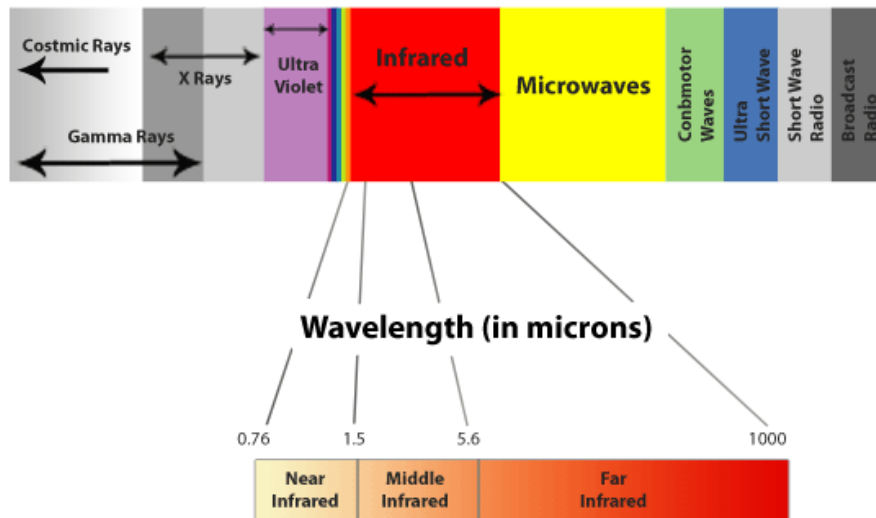 Costmic Rays
X Rays
Gamma Rays
Ultra
Violet
Infrared
Microwaves
Conbmotor
Waves
Ultra
Short Wave
Short Wave
Radio
Broadcast
Radio
Wavelength (in microns)
0.76
1.5
5.6
1000
Near
Infrared
Middle
Infrared
Far
Infrared